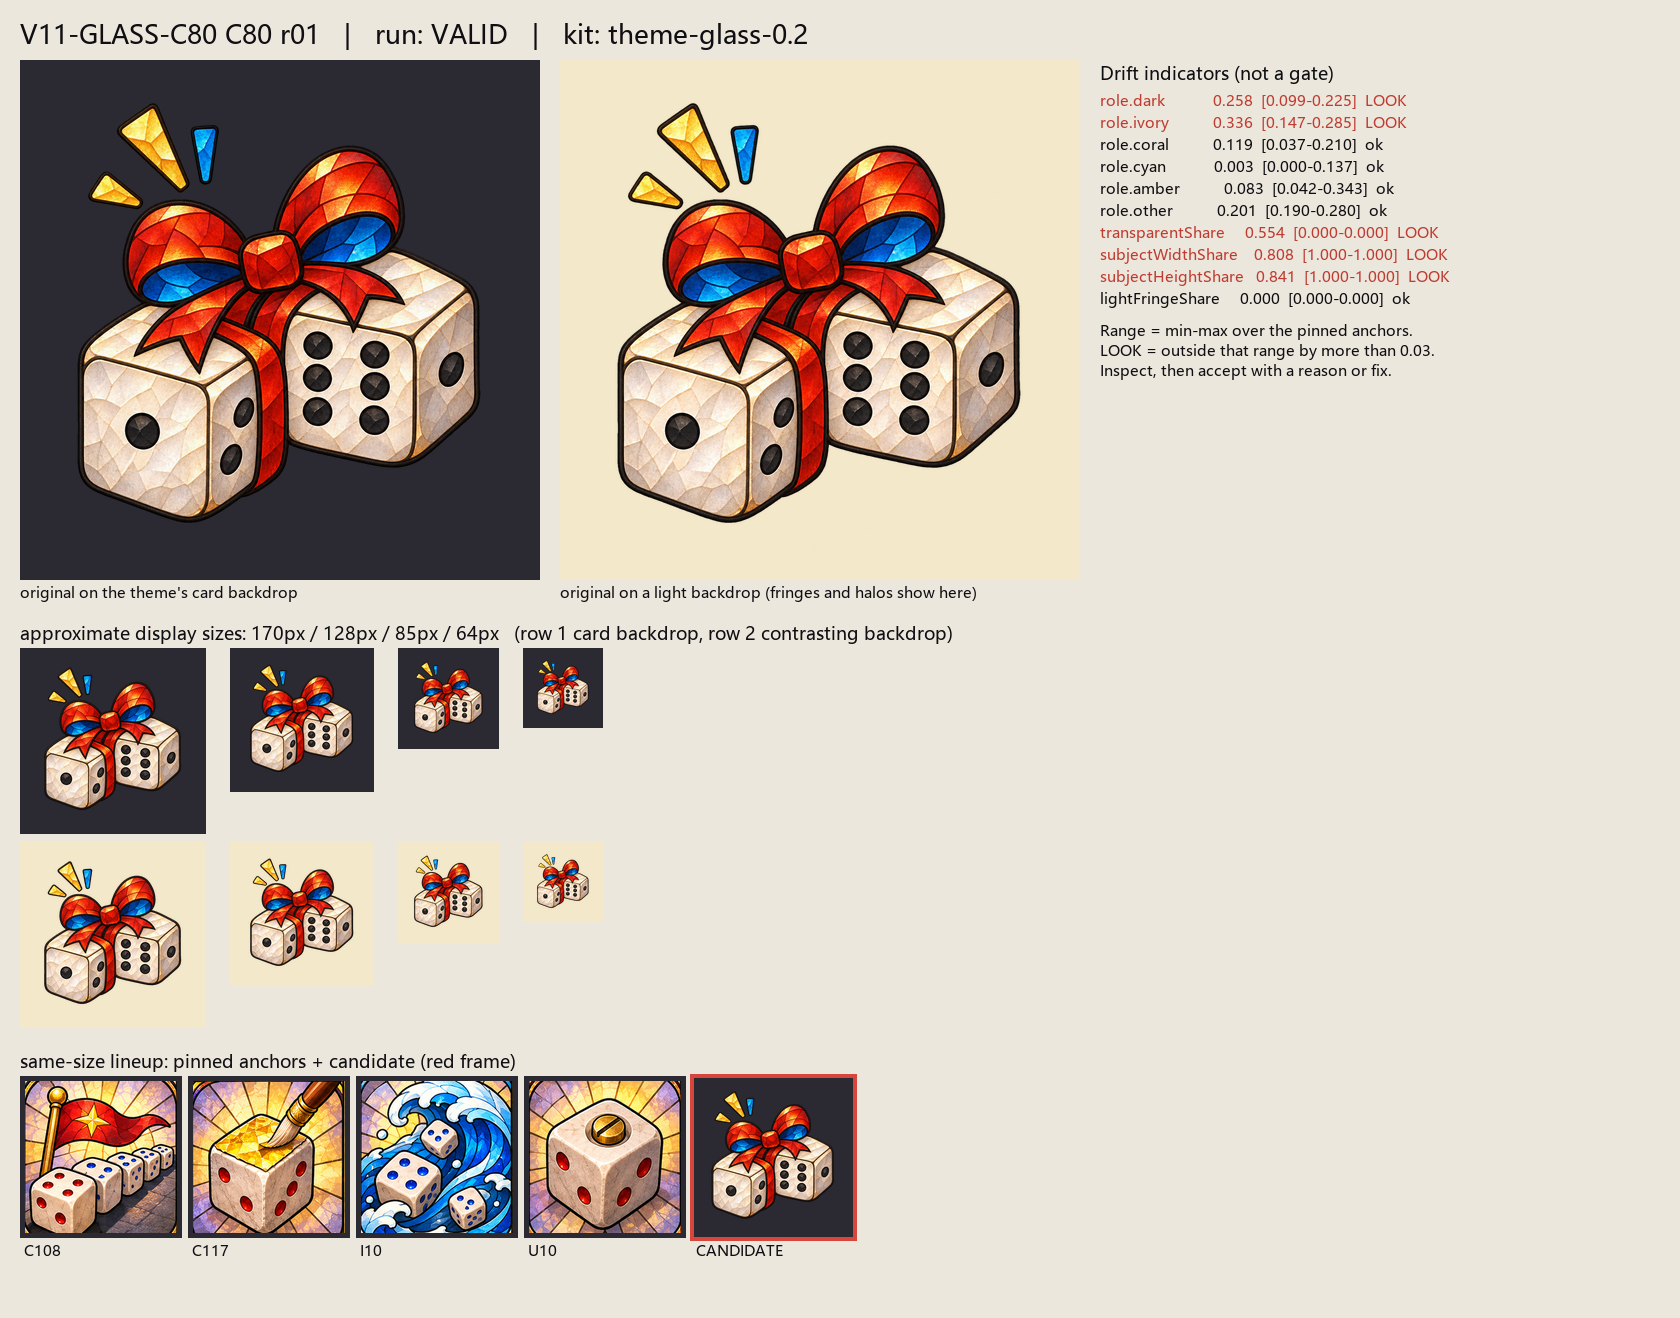 V11-GLASS-C80 C80 r01 | run: VALID | kit: theme-glass-0.2
Drift indicators (not a gate)
role.dark 0.258 [0.099-0.225] LOOK
role.ivory 0.336 [0.147-0.285] LOOK
role.coral 0.119 [0.037-0.210] ok
role.cyan 0.003 [0.000-0.137] ok
role.amber 0.083 [0.042-0.343] ok
role.other 0.201 [0.190-0.280] ok
transparentShare 0.554 [0.000-0.000] LOOK
subjectWidthShare 0.808 [1.000-1.000] LOOK
subjectHeightShare 0.841 [1.000-1.000] LOOK
lightFringeShare 0.000 [0.000-0.000] ok
Range = min-max over the pinned anchors.
LOOK = outside that range by more than 0.03.
Inspect, then accept with a reason or fix.
original on the theme's card backdrop
original on a light backdrop (fringes and halos show here)
approximate display sizes: 170px / 128px / 85px / 64px (row 1 card backdrop, row 2 contrasting backdrop)
same-size lineup: pinned anchors + candidate (red frame)
C108
C117
I10
U10
CANDIDATE